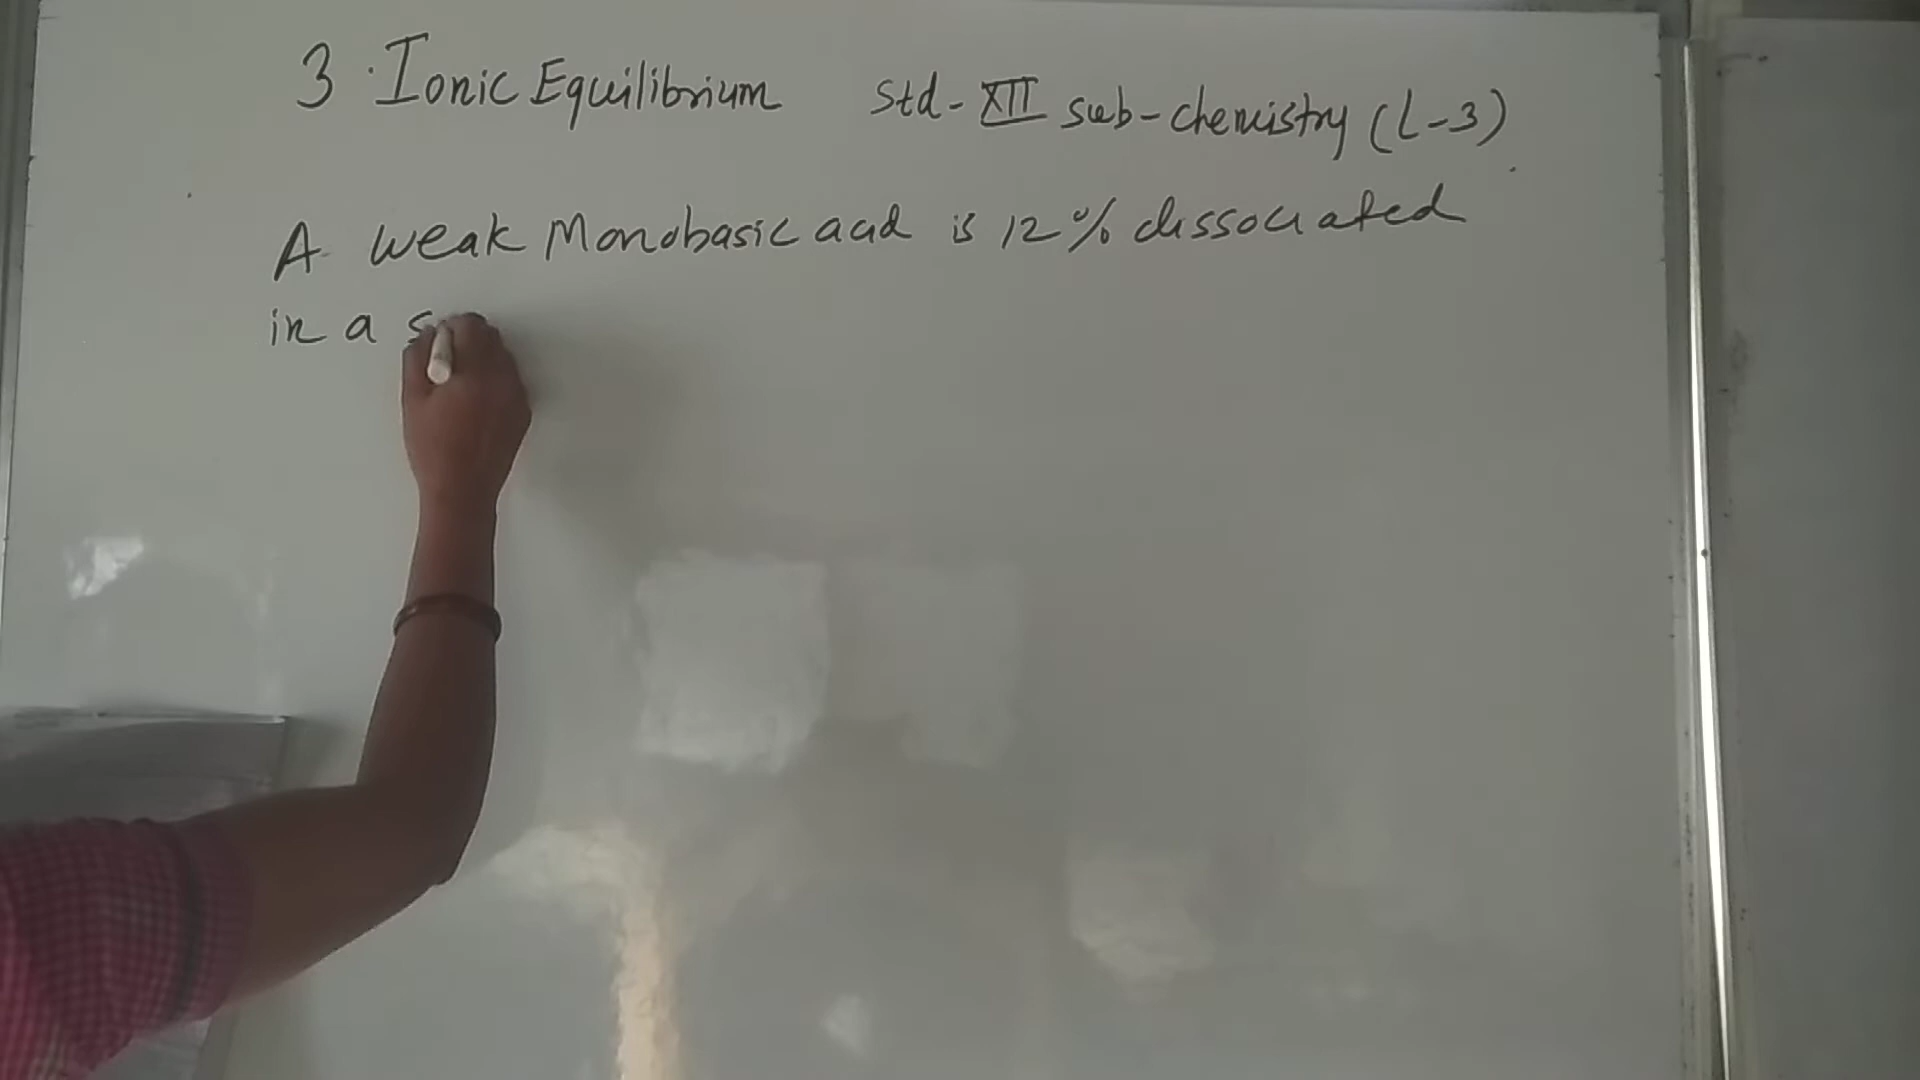 3. Ionic Equilibrium Std-XII sub-chemistry (L-3)
A weak Monobasic acid is 12% dissociated
in a s